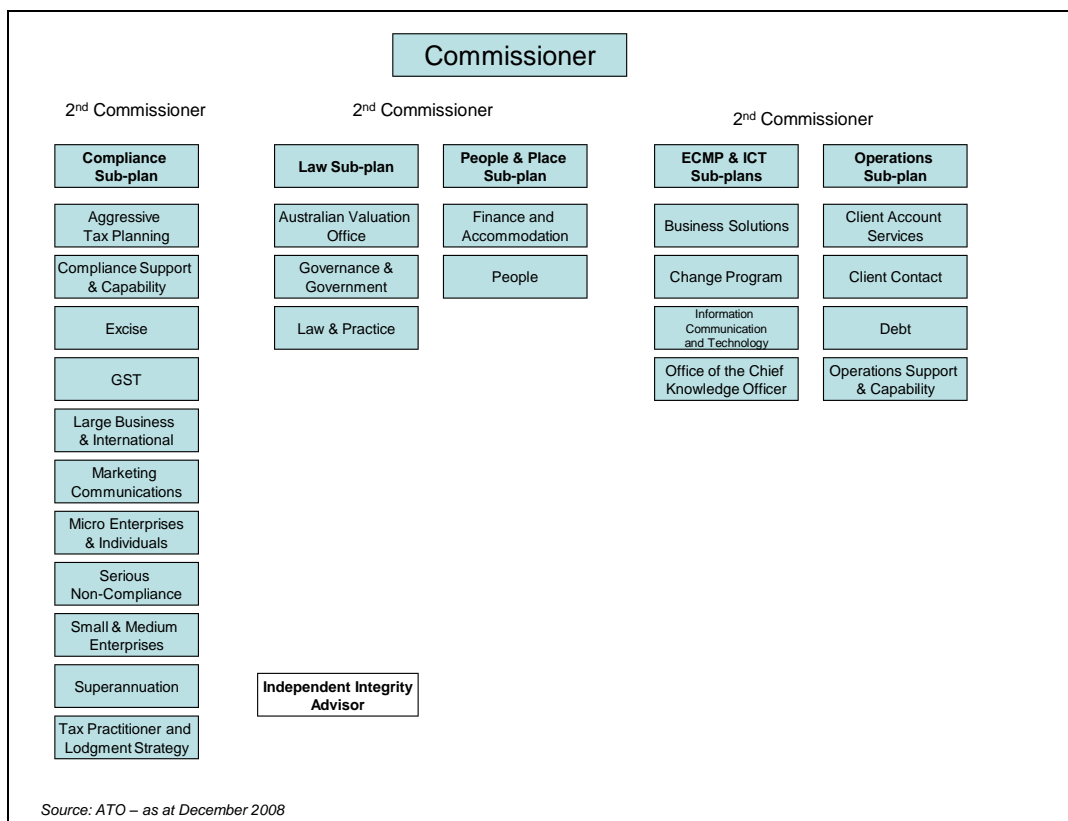 Commissioner
2nd Commissioner
2nd Commissioner
2nd Commissioner
Compliance
Sub-plan
Aggressive
Tax Planning
Compliance Support
& Capability
Excise
GST
Large Business
& International
Marketing
Communications
Micro Enterprises
& Individuals
Serious
Non-Compliance
Small & Medium
Enterprises
Superannuation
Tax Practitioner and
Lodgment Strategy
Law Sub-plan
Australian Valuation
Office
Governance &
Government
Law & Practice
Independent Integrity
Advisor
People & Place
Sub-plan
Finance and
Accommodation
People
ECMP & ICT
Sub-plans
Business Solutions
Change Program
Information
Communication
and Technology
Office of the Chief
Knowledge Officer
Operations
Sub-plan
Client Account
Services
Client Contact
Debt
Operations Support
& Capability
Source: ATO – as at December 2008